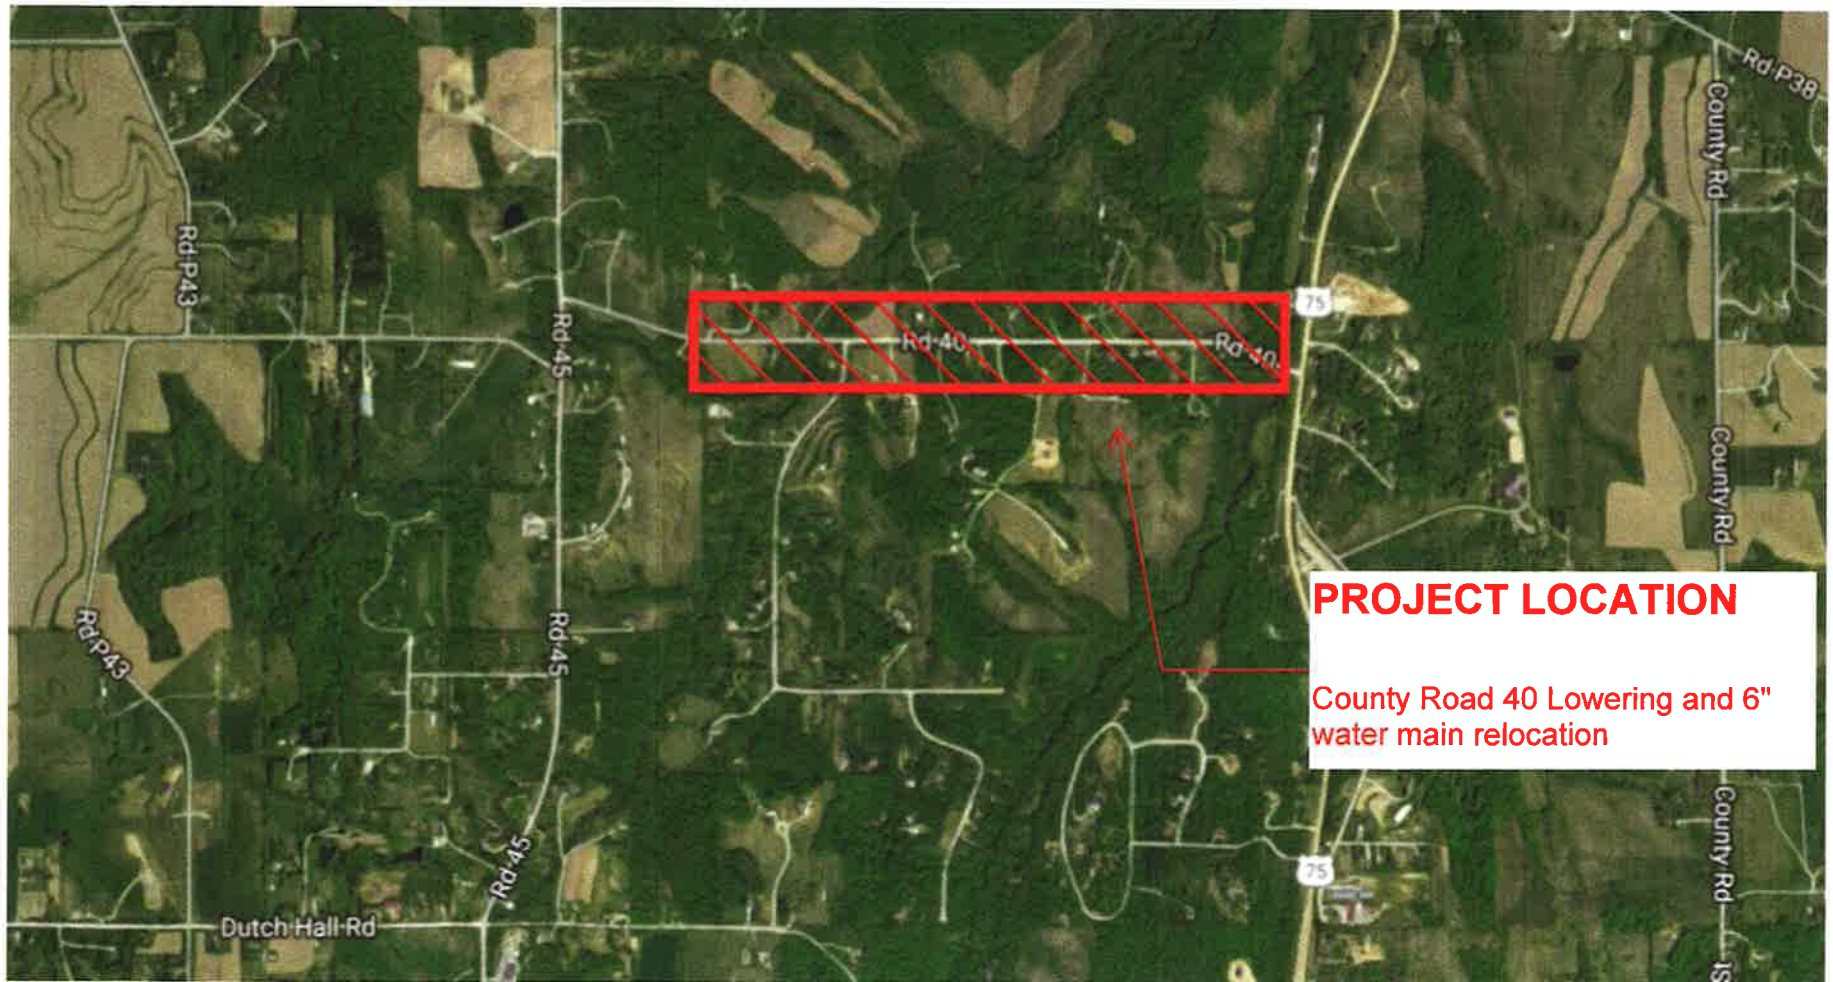 Rd P38
County Rd
Rd P43
75
Rd 45
Rd 40
Rd 40
County Rd
PROJECT LOCATION
County Road 40 Lowering and 6"
water main relocation
Rd P43
Rd 45
County Rd
Rd 45
75
Dutch Hall Rd